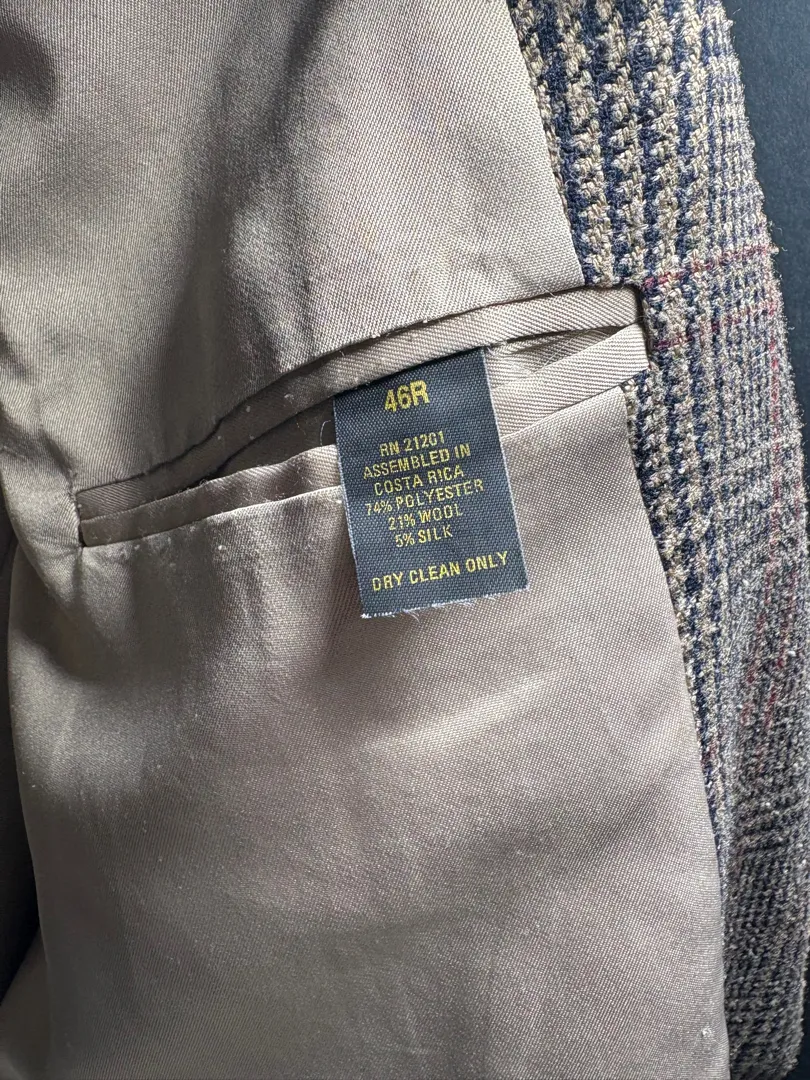 46R
RN 21201
ASSEMBLED IN
COSTA RICA
74% POLYESTER
21% WOOL
5% SILK
DRY CLEAN ONLY